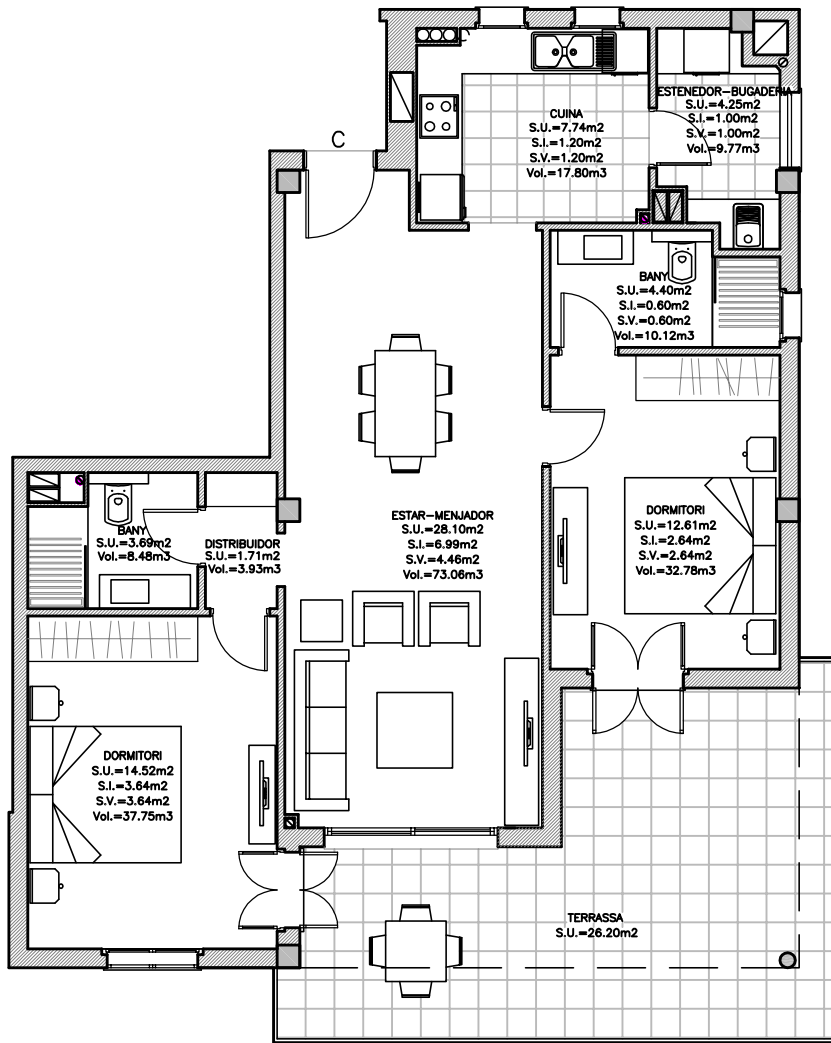 C
CUINA
S.U.=7.74m2
S.I.=1.20m2
S.V.=1.20m2
Vol.=17.80m3
ESTENEDOR-BUGADERIA
S.U.=4.25m2
S.I.=1.00m2
S.V.=1.00m2
Vol.=9.77m3
BANY
S.U.=4.40m2
S.I.=0.60m2
S.V.=0.60m2
Vol.=10.12m3
BANY
S.U.=3.69m2
Vol.=8.48m3
DISTRIBUIDOR
S.U.=1.71m2
Vol.=3.93m3
ESTAR-MENJADOR
S.U.=28.10m2
S.I.=6.99m2
S.V.=4.46m2
Vol.=73.06m3
DORMITORI
S.U.=12.61m2
S.I.=2.64m2
S.V.=2.64m2
Vol.=32.78m3
DORMITORI
S.U.=14.52m2
S.I.=3.64m2
S.V.=3.64m2
Vol.=37.75m3
TERRASSA
S.U.=26.20m2